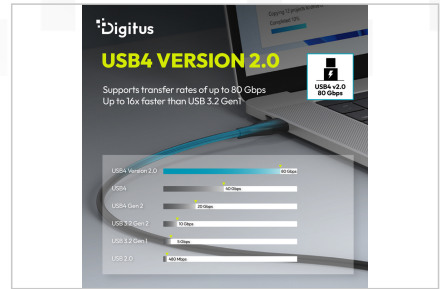 Digitus
USB4 VERSION 2.0
Supports transfer rates of up to 80 Gbps
Up to 16x faster than USB 3.2 Gen1
USB4 v2.0
80 Gbps
USB4 Version 2.0
80 Gbps
USB4
40 Gbps
USB4 Gen 2
20 Gbps
USB 3.2 Gen 2
10 Gbps
USB 3.2 Gen 1
5 Gbps
USB 2.0
480 Mbps